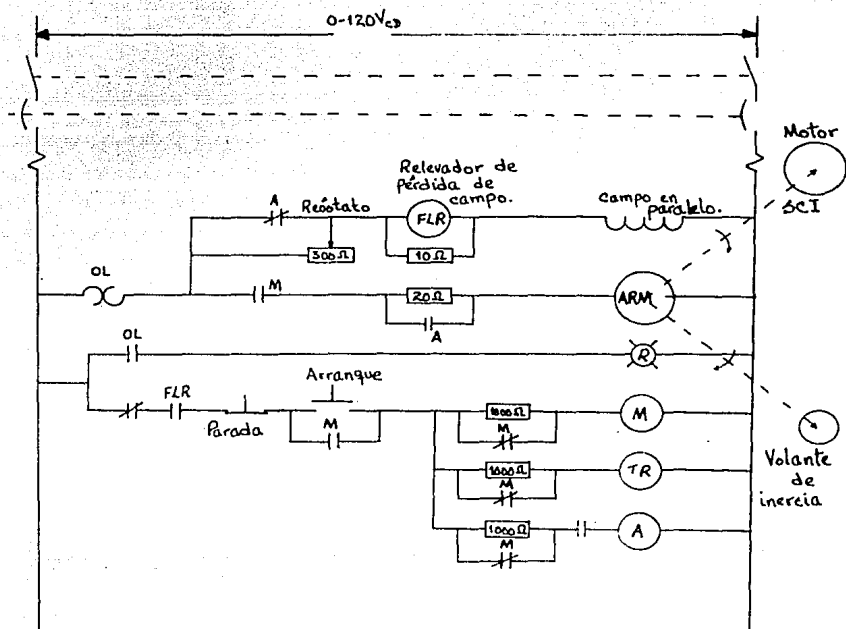 0-120VCD
Motor
SCI
Relevador de
pérdida de
campo.
A
Reóstato
FLR
campo en
paralelo.
300Ω
10Ω
OL
M
20Ω
ARM
A
OL
R
Arranque
FLR
Parada
M
1000Ω
M
M
1000Ω
TR
M
Volante
de
inercia
1000Ω
A
M